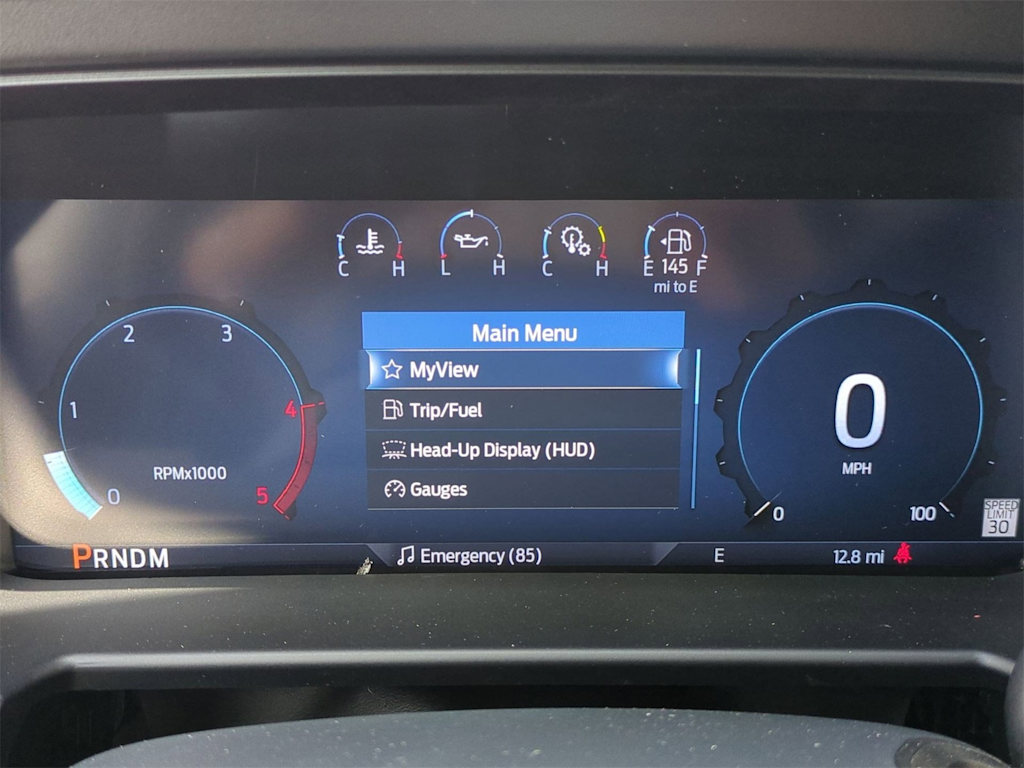 C H
L H
C H
E 145 F
mi to E
Main Menu
MyView
Trip/Fuel
Head-Up Display (HUD)
Gauges
2 3
1 4
0 5
RPMx1000
0
MPH
0 100
SPEED
LIMIT
30
PRNDM
Emergency (85)
E
12.8 mi